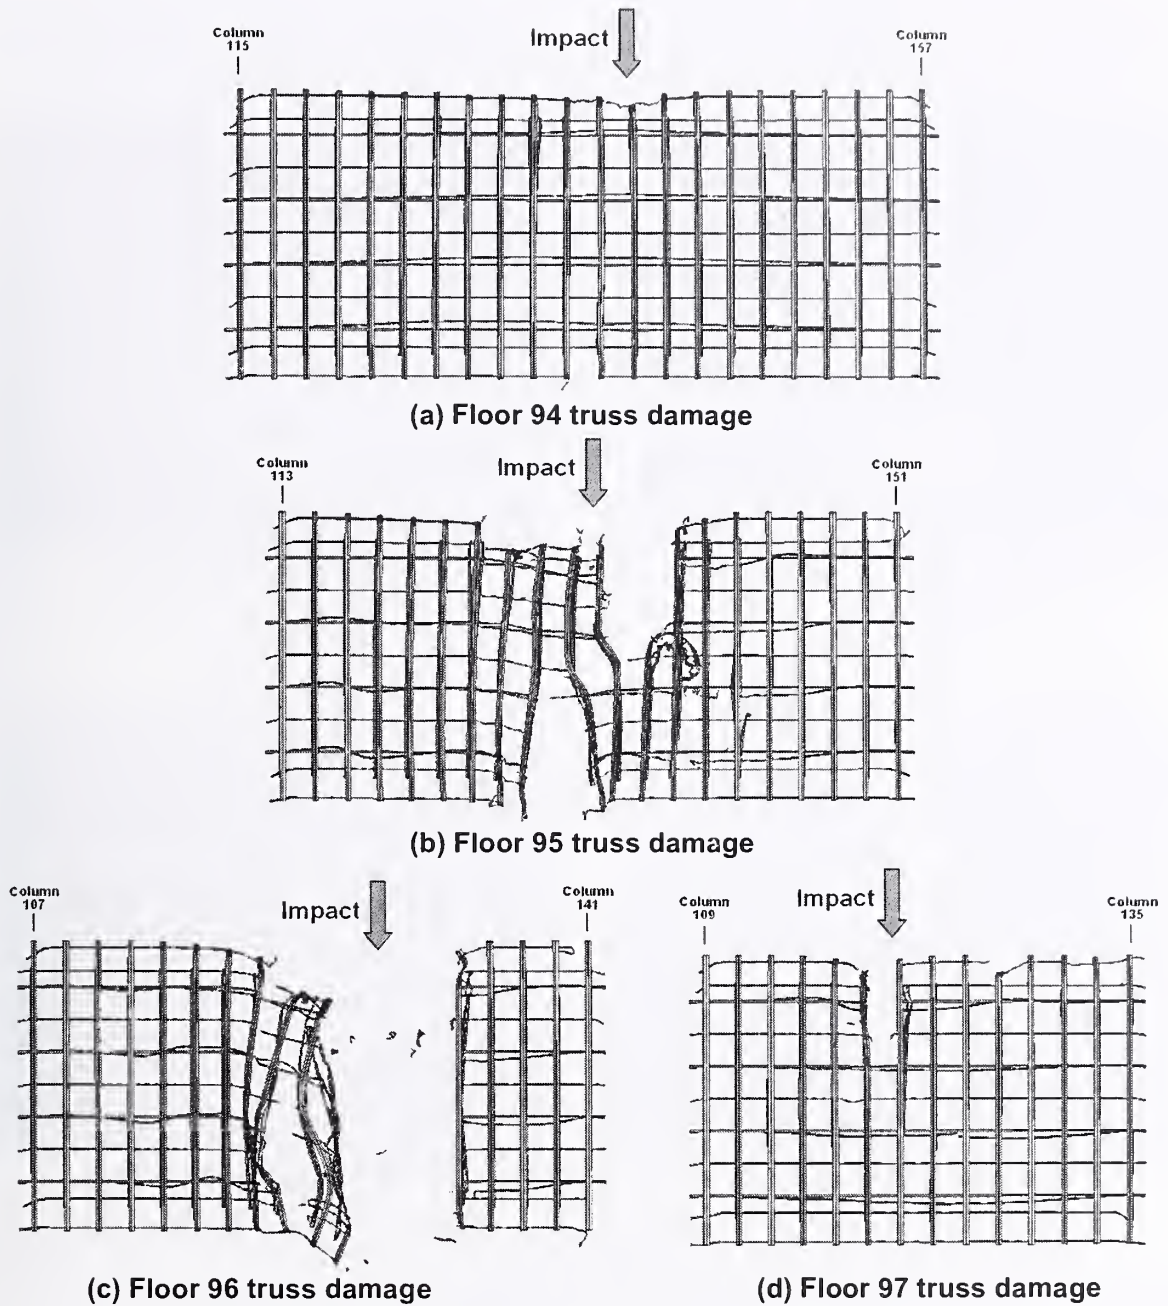 Column
115
Impact
Column
157
(a) Floor 94 truss damage
Column
113
Impact
Column
151
(b) Floor 95 truss damage
Column
107
Impact
Column
141
Column
109
Impact
Column
135
(c) Floor 96 truss damage
(d) Floor 97 truss damage